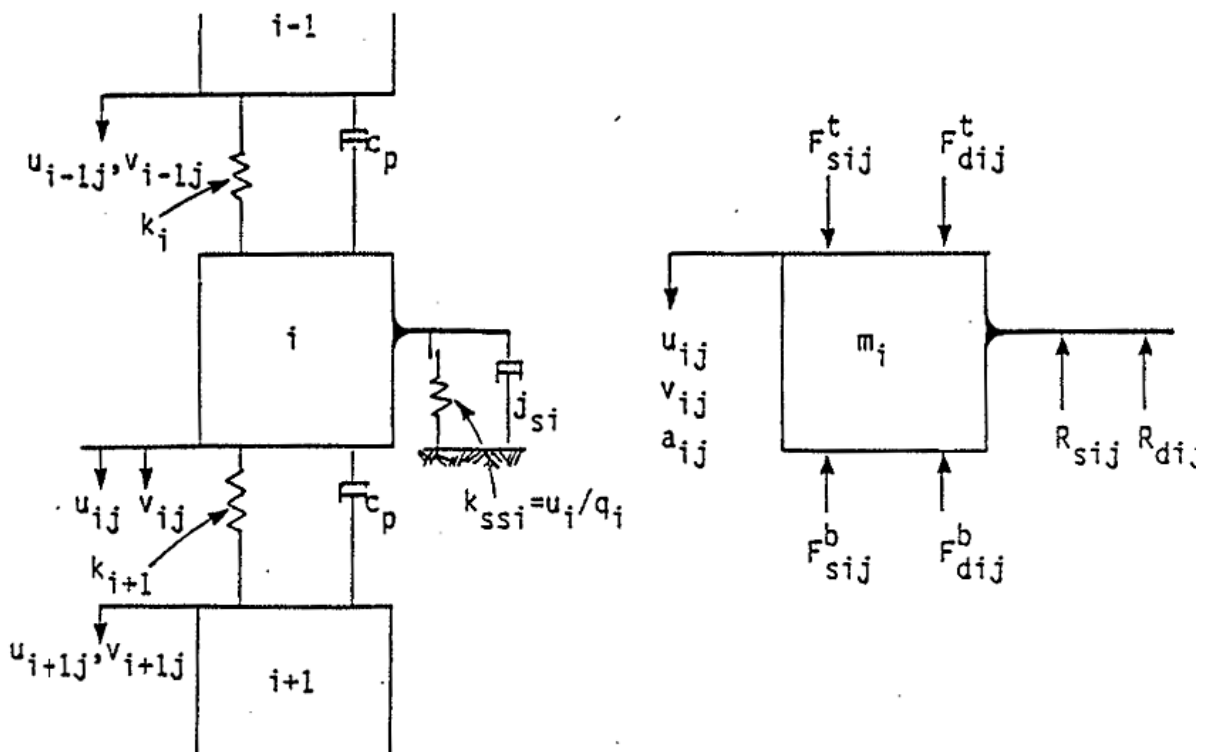 i-1
u_{i-1j},v_{i-1j}
c_p
k_i
i
j_{si}
u_{ij} v_{ij}
k_{ssi}=u_i/q_i
c_p
k_{i+1}
u_{i+1j},v_{i+1j}
i+1
F^t_{sij} F^t_{dij}
u_{ij}
v_{ij}
a_{ij}
m_i
R_{sij} R_{dij}
F^b_{sij} F^b_{dij}